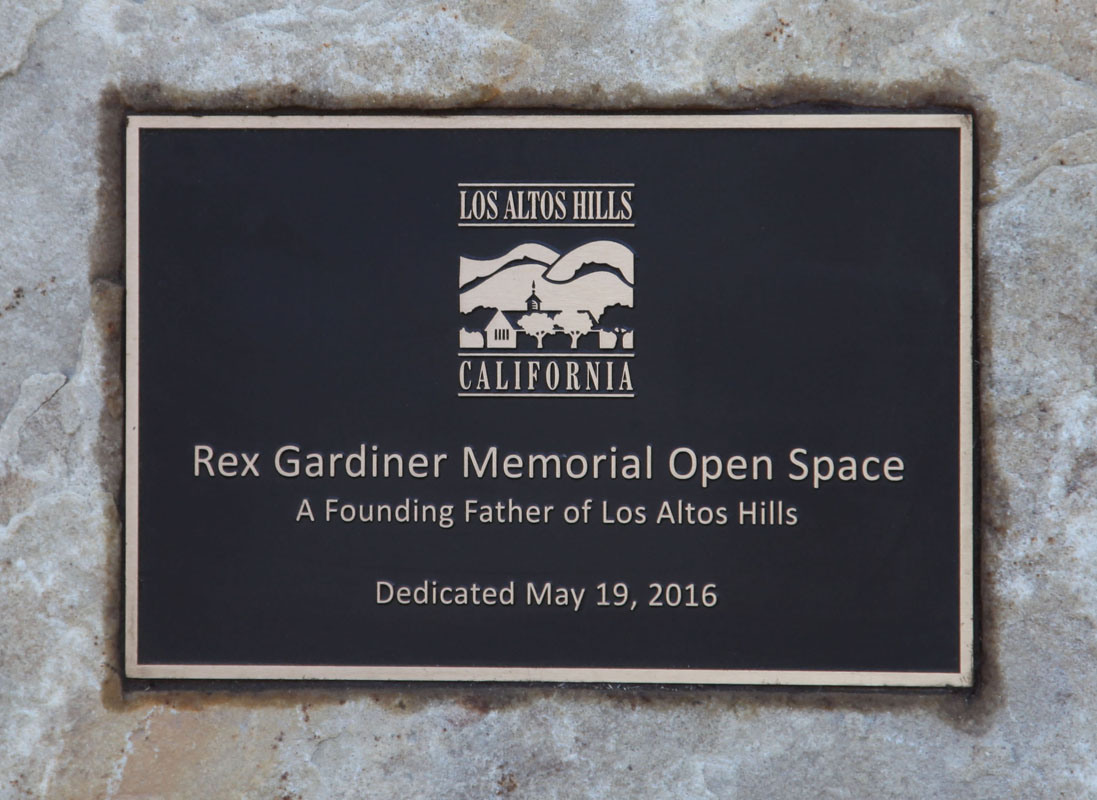 LOS ALTOS HILLS
CALIFORNIA
Rex Gardiner Memorial Open Space
A Founding Father of Los Altos Hills
Dedicated May 19, 2016